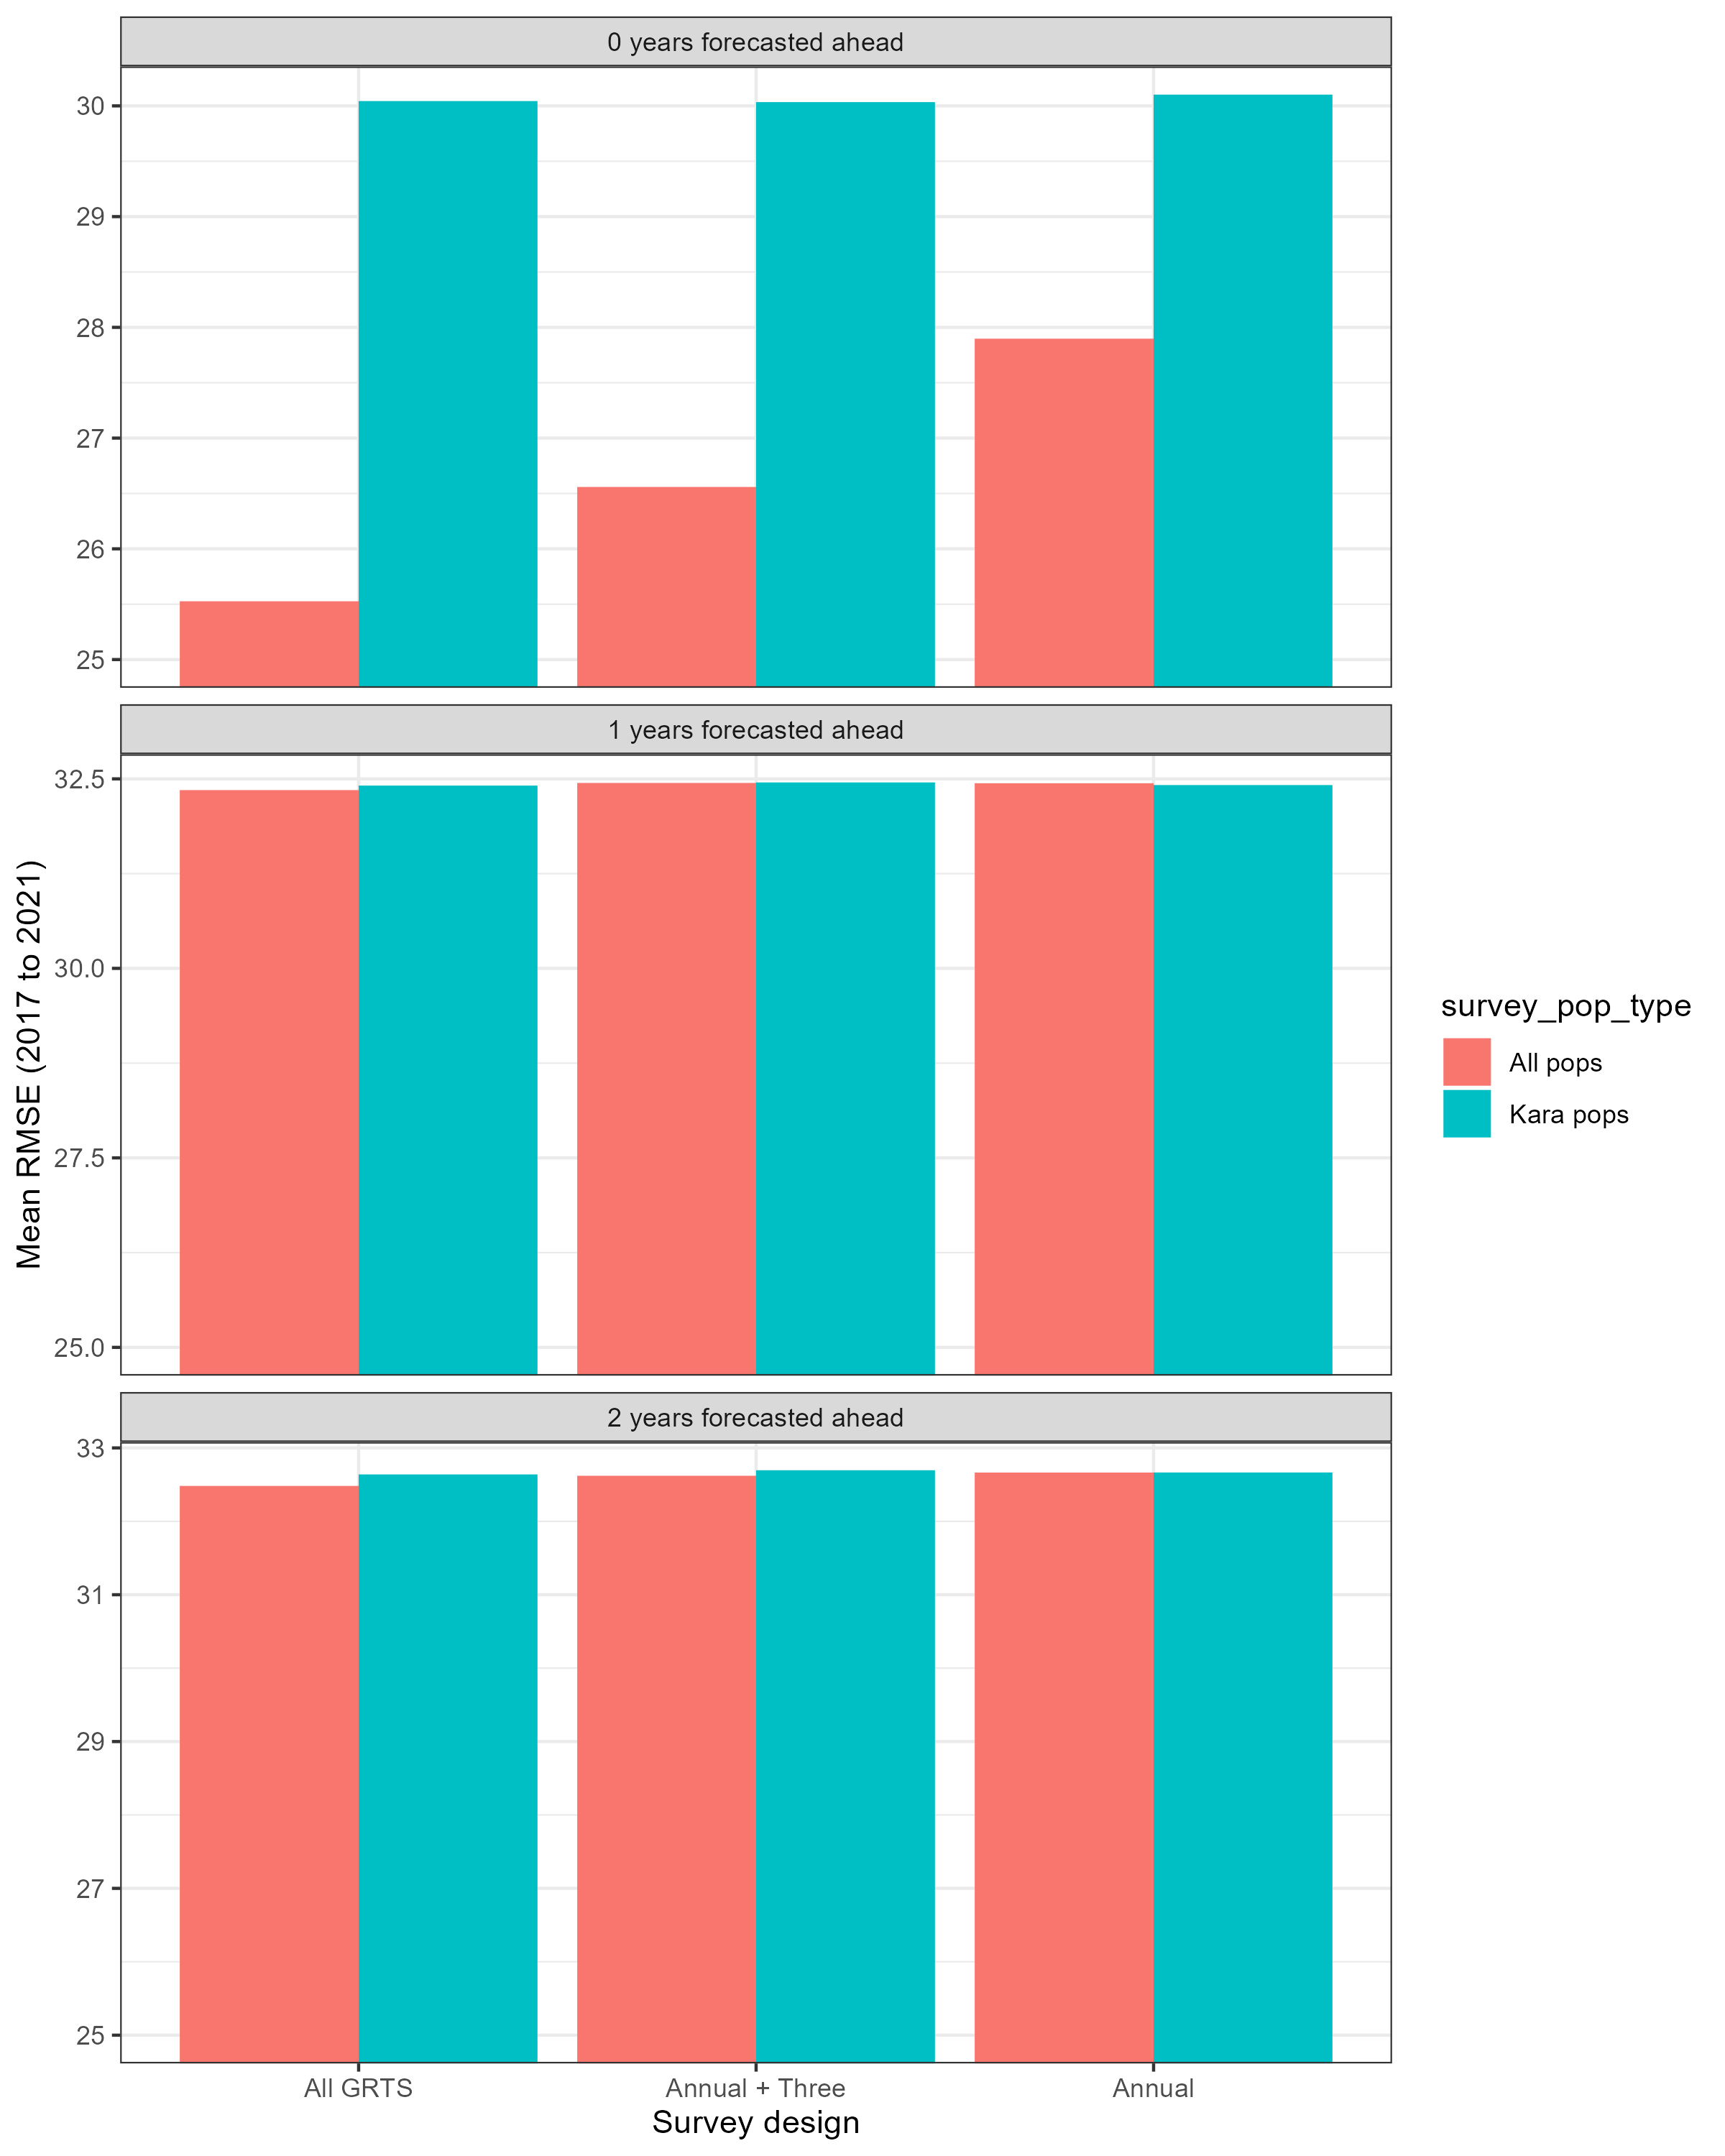 0 years forecasted ahead
30
29
28
27
26
25
1 years forecasted ahead
32.5
30.0
27.5
25.0
2 years forecasted ahead
33
31
29
27
25
All GRTS
Annual + Three
Annual
Survey design
Mean RMSE (2017 to 2021)
survey_pop_type
All pops
Kara pops